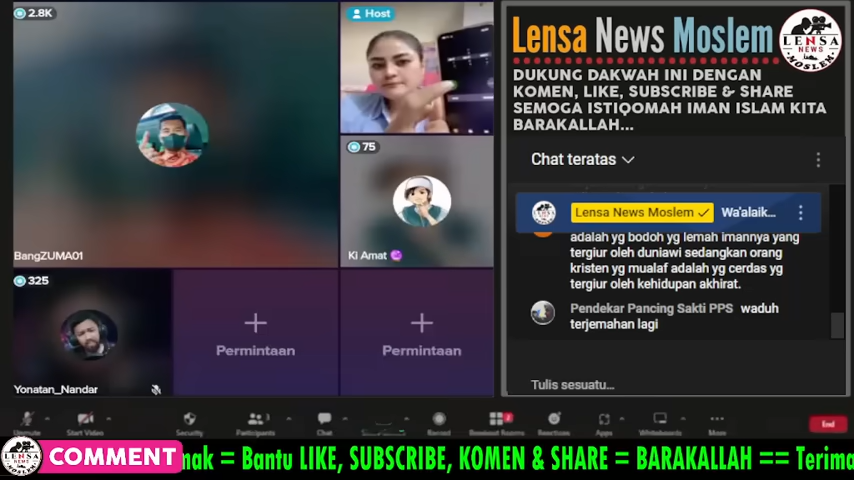 2.8K
Host
BangZUMA01
75
KI Amat
325
Yonatan_Nandar
Permintaan
Permintaan
Lensa News Moslem
LENSA
NEWS
MOSLEM
DUKUNG DAKWAH INI DENGAN
KOMEN, LIKE, SUBSCRIBE & SHARE
SEMOGA ISTIQOMAH IMAN ISLAM KITA
BARAKALLAH...
Chat teratas
Lensa News Moslem Wa'alaik...
adalah yg bodoh yg lemah imannya yang
tergiur oleh duniawi sedangkan orang
kristen yg mualaf adalah yg cerdas yg
tergiur oleh kehidupan akhirat.
Pendekar Pancing Sakti PPS waduh
terjemahan lagi
Tulis sesuatu...
Unmute
Start Video
Security
Participants
3
Chat
Record
Breakout Rooms
Reactions
Apps
Whiteboards
More
End
LENSA
NEWS
MOSLEM
COMMENT
mak = Bantu LIKE, SUBSCRIBE, KOMEN & SHARE = BARAKALLAH == Terima